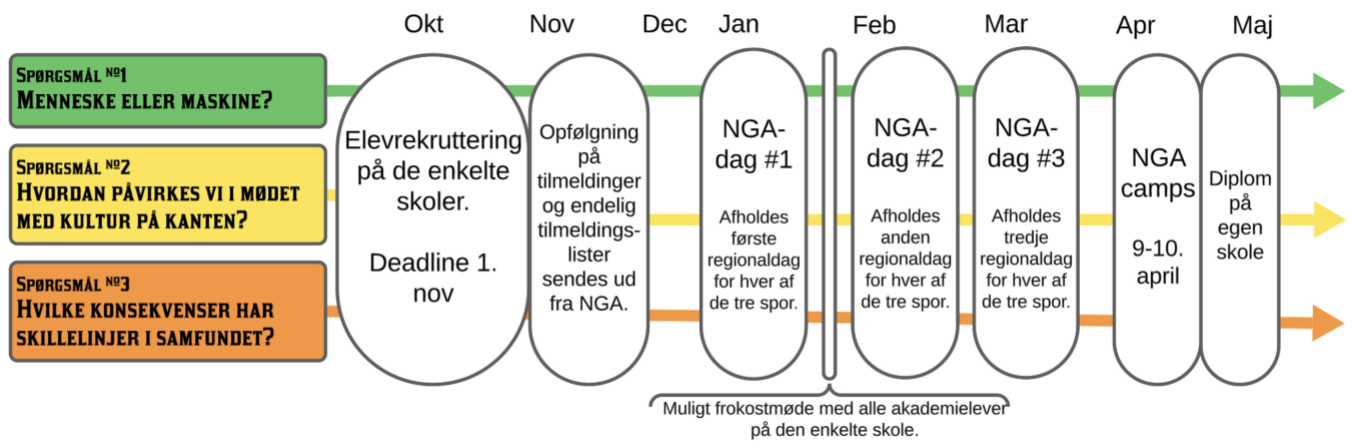 Okt
Nov
Dec
Jan
Feb
Mar
Apr
Maj
Spørgsmål №1
Menneske eller maskine?
Spørgsmål №2
Hvordan påvirkes vi i mødet
med kultur på kanten?
Spørgsmål №3
Hvilke konsekvenser har
skillelinjer i samfundet?
Elevrekruttering
på de enkelte
skoler.
Deadline 1.
nov
Opfølgning
på
tilmeldinger
og endelig
tilmeldings-
lister
sendes ud
fra NGA.
NGA-
dag #1
Afholdes
første
regionaldag
for hver af
de tre spor.
NGA-
dag #2
Afholdes
anden
regionaldag
for hver af
de tre spor.
NGA-
dag #3
Afholdes
tredje
regionaldag
for hver af
de tre spor.
NGA
camps
9-10.
april
Diplom
på
egen
skole
Muligt frokostmøde med alle akademielever
på den enkelte skole.